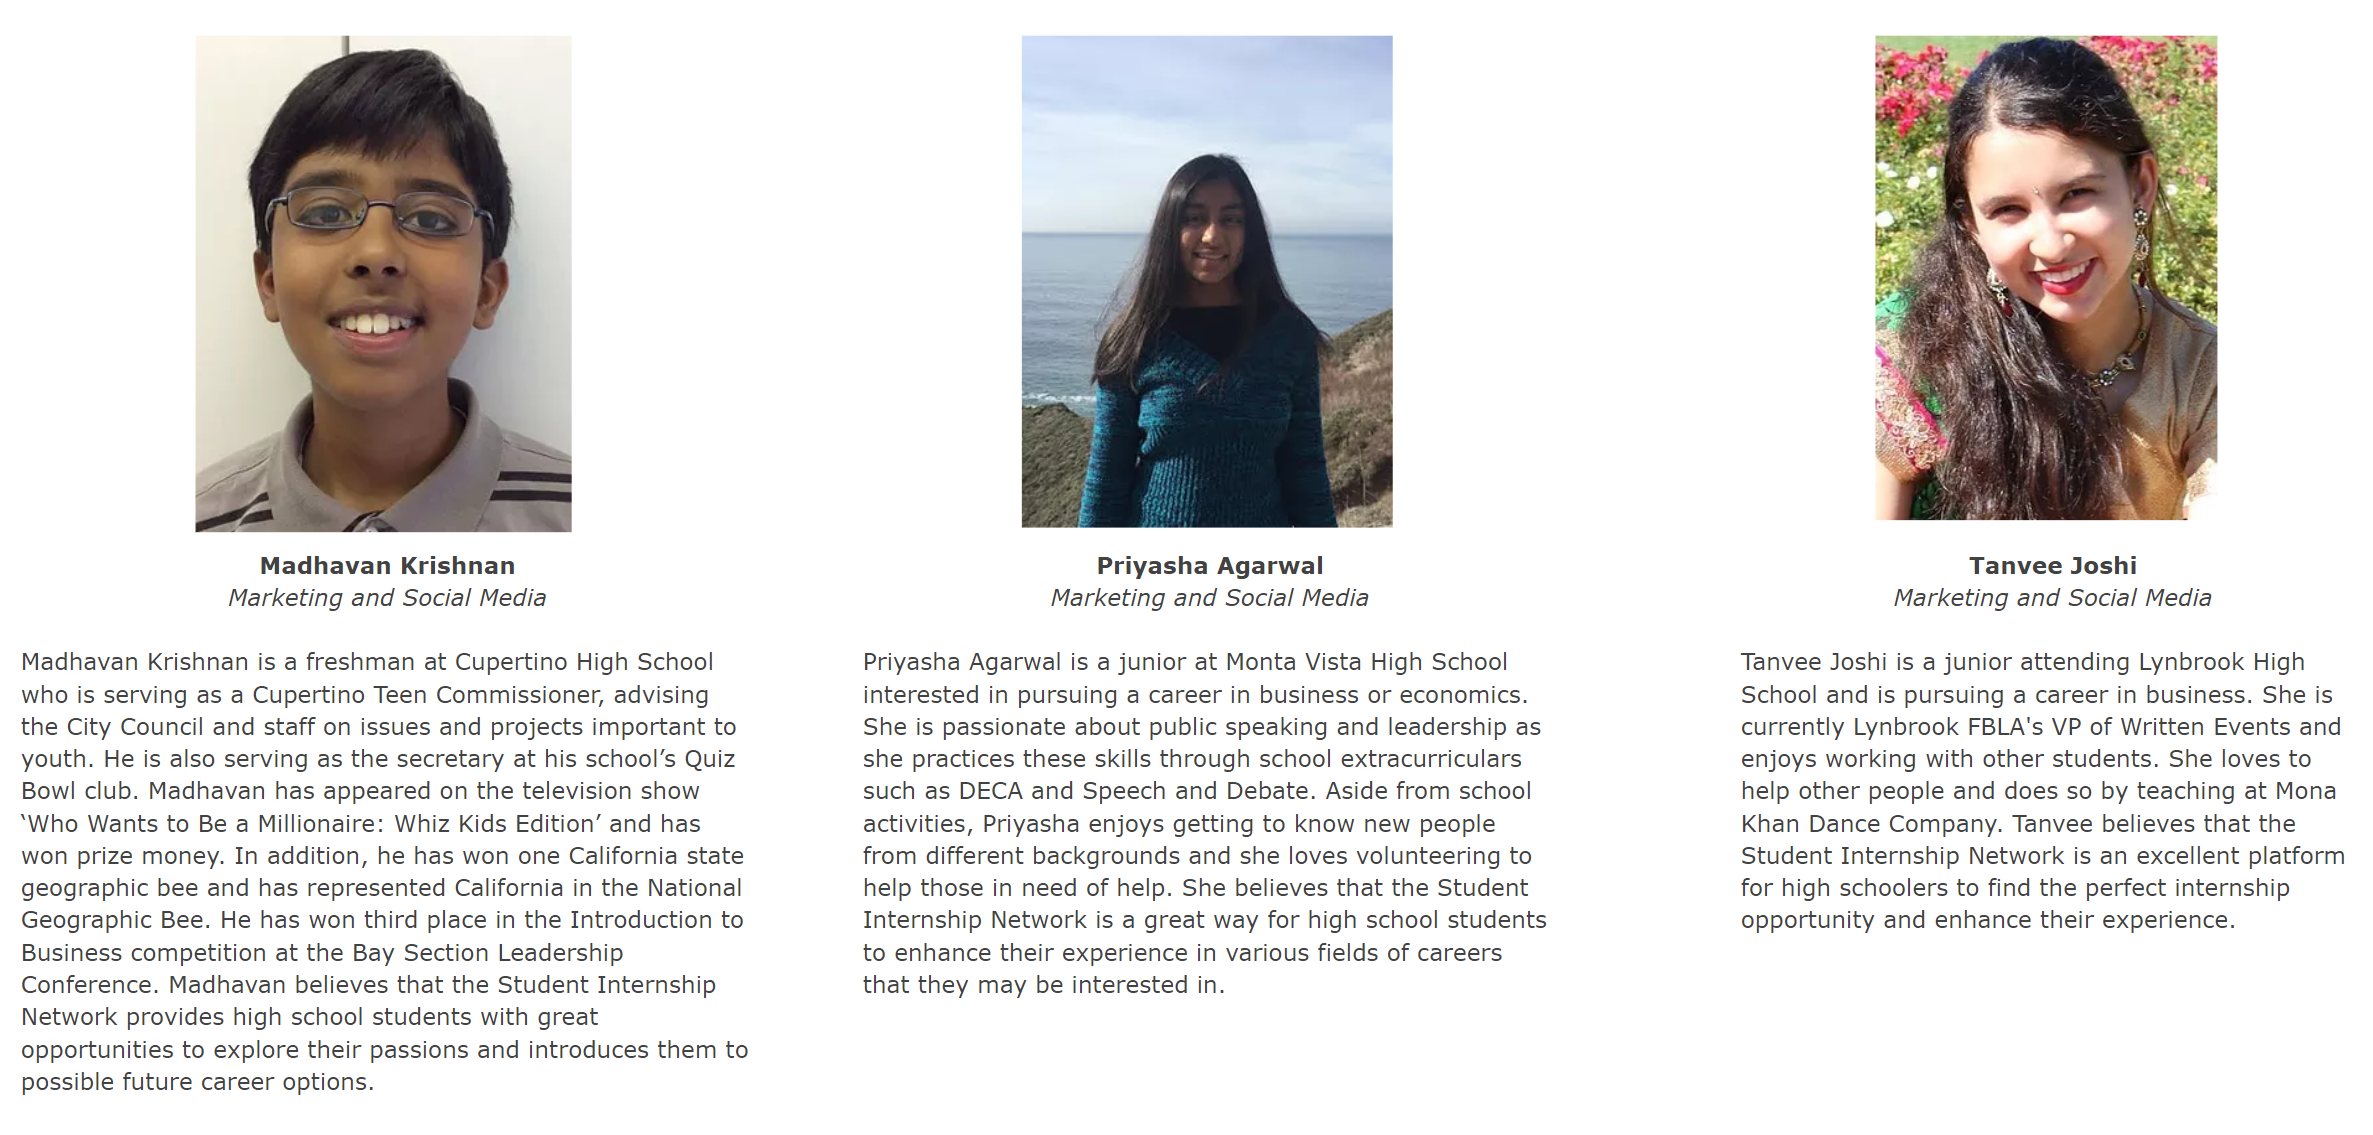 Madhavan Krishnan
Marketing and Social Media
Madhavan Krishnan is a freshman at Cupertino High School
who is serving as a Cupertino Teen Commissioner, advising
the City Council and staff on issues and projects important to
youth. He is also serving as the secretary at his school’s Quiz
Bowl club. Madhavan has appeared on the television show
‘Who Wants to Be a Millionaire: Whiz Kids Edition’ and has
won prize money. In addition, he has won one California state
geographic bee and has represented California in the National
Geographic Bee. He has won third place in the Introduction to
Business competition at the Bay Section Leadership
Conference. Madhavan believes that the Student Internship
Network provides high school students with great
opportunities to explore their passions and introduces them to
possible future career options.
Priyasha Agarwal
Marketing and Social Media
Priyasha Agarwal is a junior at Monta Vista High School
interested in pursuing a career in business or economics.
She is passionate about public speaking and leadership as
she practices these skills through school extracurriculars
such as DECA and Speech and Debate. Aside from school
activities, Priyasha enjoys getting to know new people
from different backgrounds and she loves volunteering to
help those in need of help. She believes that the Student
Internship Network is a great way for high school students
to enhance their experience in various fields of careers
that they may be interested in.
Tanvee Joshi
Marketing and Social Media
Tanvee Joshi is a junior attending Lynbrook High
School and is pursuing a career in business. She is
currently Lynbrook FBLA's VP of Written Events and
enjoys working with other students. She loves to
help other people and does so by teaching at Mona
Khan Dance Company. Tanvee believes that the
Student Internship Network is an excellent platform
for high schoolers to find the perfect internship
opportunity and enhance their experience.